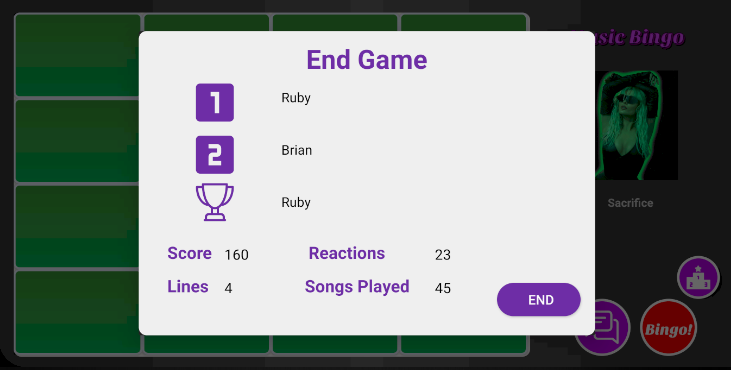 End Game
1 Ruby
2 Brian
Ruby
Score 160 Reactions 23
Lines 4 Songs Played 45
END
sic Bingo
Sacrifice
Bingo!